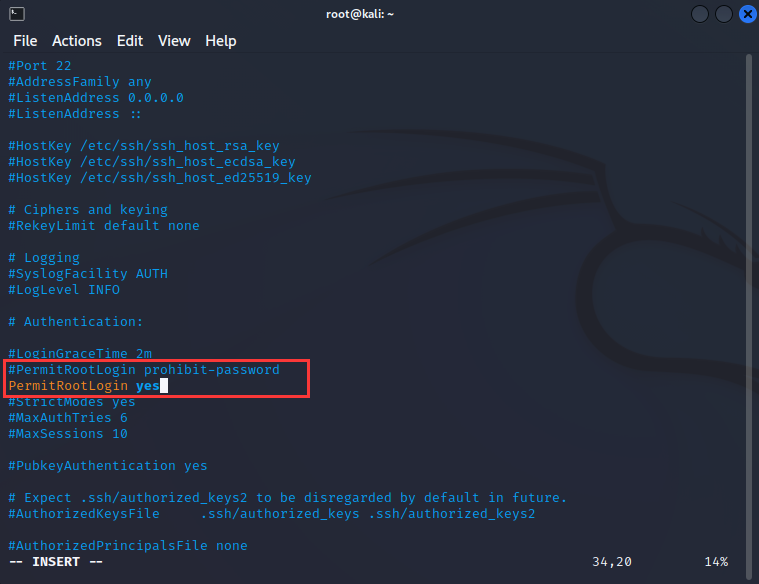 root@kali: ~
File Actions Edit View Help
#Port 22
#AddressFamily any
#ListenAddress 0.0.0.0
#ListenAddress ::
#HostKey /etc/ssh/ssh_host_rsa_key
#HostKey /etc/ssh/ssh_host_ecdsa_key
#HostKey /etc/ssh/ssh_host_ed25519_key
# Ciphers and keying
#RekeyLimit default none
# Logging
#SyslogFacility AUTH
#LogLevel INFO
# Authentication:
#LoginGraceTime 2m
#PermitRootLogin prohibit-password
PermitRootLogin yes
#StrictModes yes
#MaxAuthTries 6
#MaxSessions 10
#PubkeyAuthentication yes
# Expect .ssh/authorized_keys2 to be disregarded by default in future.
#AuthorizedKeysFile     .ssh/authorized_keys .ssh/authorized_keys2
#AuthorizedPrincipalsFile none
-- INSERT -- 34,20 14%